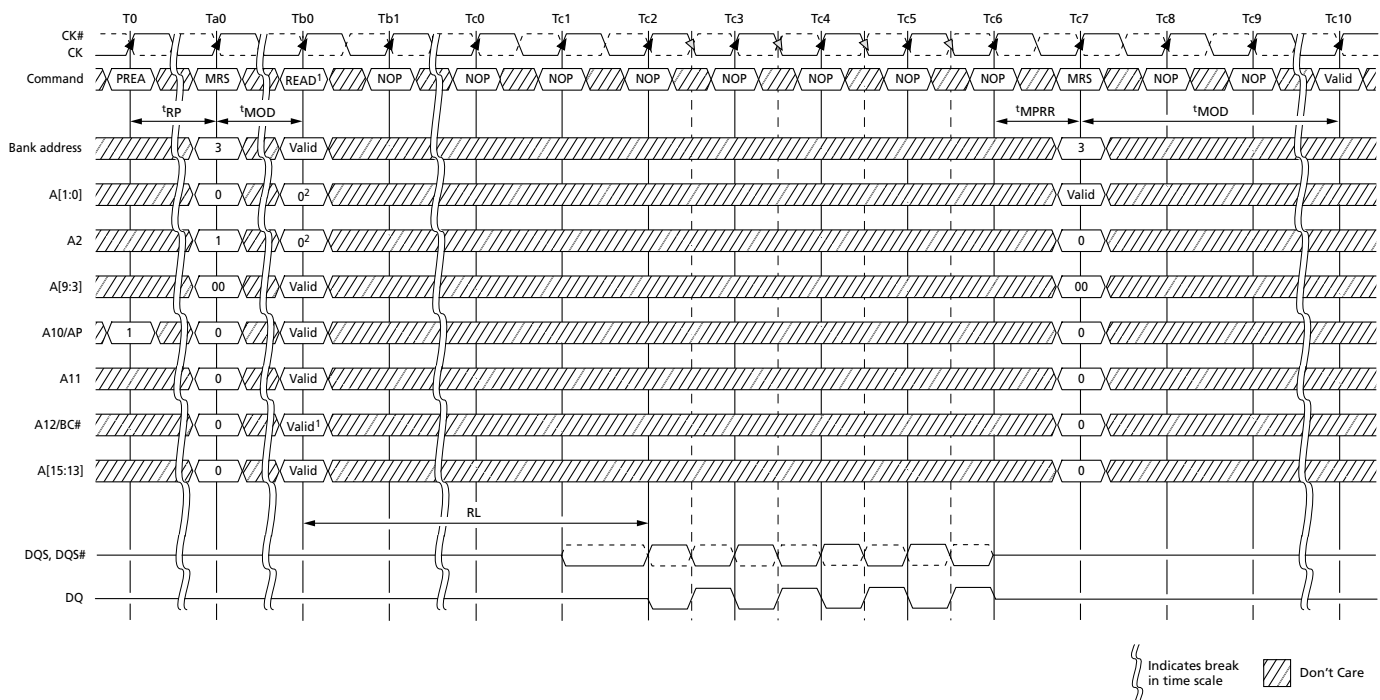 T0 Ta0 Tb0 Tb1 Tc0 Tc1 Tc2 Tc3 Tc4 Tc5 Tc6 Tc7 Tc8 Tc9 Tc10
CK#
CK
Command PREA MRS READ¹ NOP NOP NOP NOP NOP NOP NOP NOP MRS NOP NOP Valid
tRP tMOD tMPRR tMOD
Bank address 3 Valid 3
A[1:0] 0 0² Valid
A2 1 0² 0
A[9:3] 00 Valid 00
A10/AP 1 0 Valid 0
A11 0 Valid 0
A12/BC# 0 Valid¹ 0
A[15:13] 0 Valid 0
RL
DQS, DQS#
DQ
Indicates break
in time scale
Don't Care